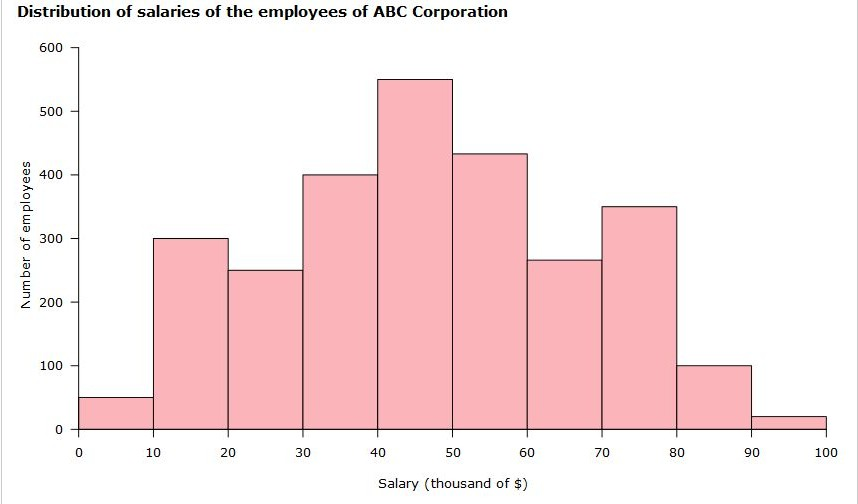 Distribution of salaries of the employees of ABC Corporation
600
500
400
300
200
100
0
Number of employees
0 10 20 30 40 50 60 70 80 90 100
Salary (thousand of $)